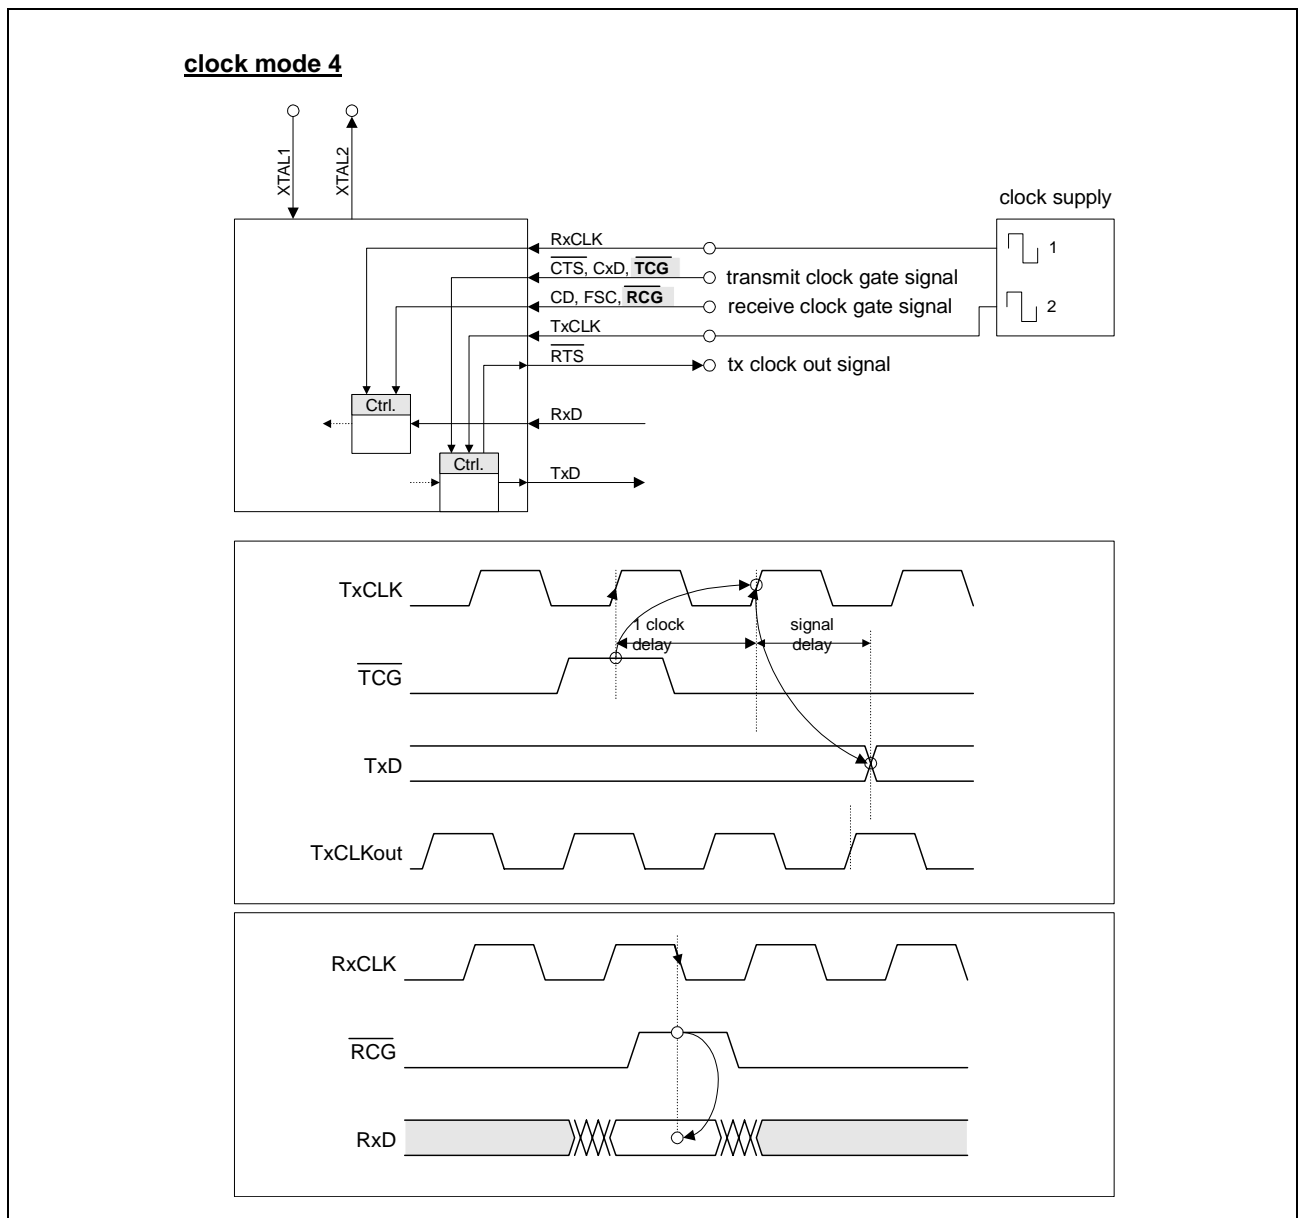 clock mode 4
XTAL1
XTAL2
clock supply
RxCLK
1
CTS, CxD, TCG
transmit clock gate signal
CD, FSC, RCG
receive clock gate signal
2
TxCLK
RTS
tx clock out signal
Ctrl.
RxD
Ctrl.
TxD
TxCLK
1 clock
delay
signal
delay
TCG
TxD
TxCLKout
RxCLK
RCG
RxD